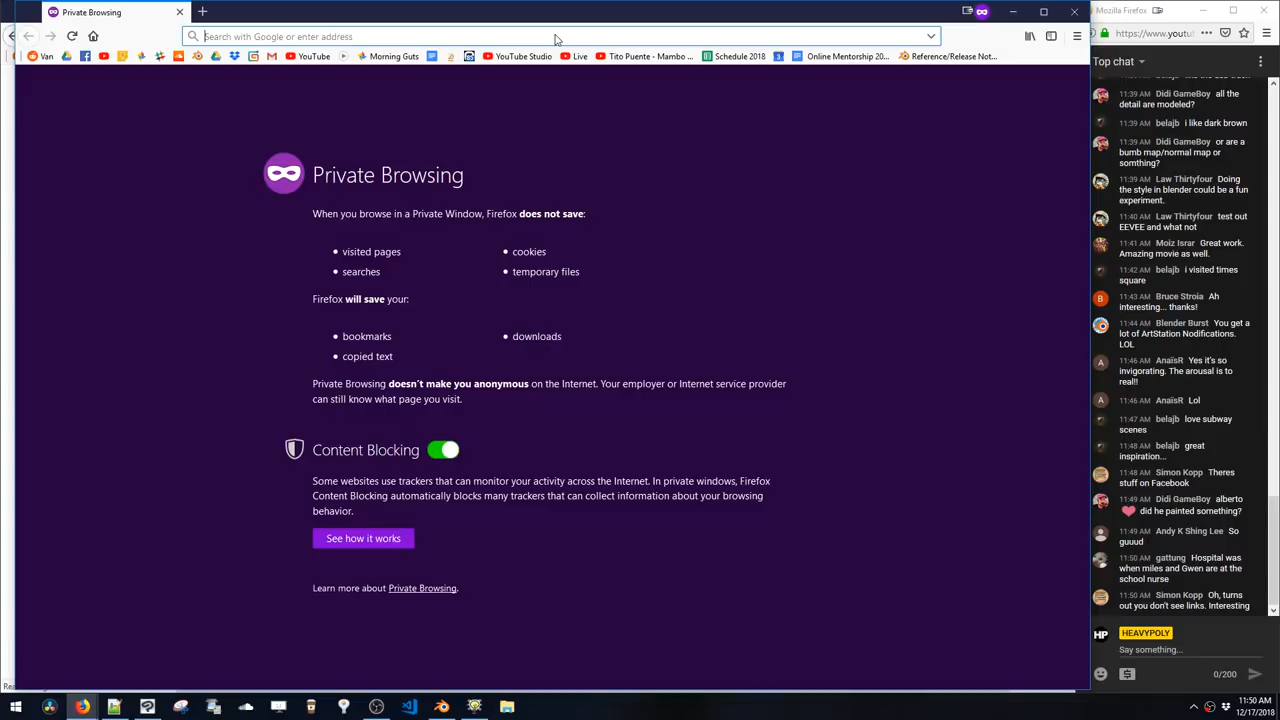 Private Browsing
Search with Google or enter address
Van
YouTube
Morning Guts
YouTube Studio
Live
Tito Puente - Mambo ...
Schedule 2018
Online Mentorship 20...
Reference/Release Not...
Private Browsing
When you browse in a Private Window, Firefox does not save:
visited pages
cookies
searches
temporary files
Firefox will save your:
bookmarks
downloads
copied text
Private Browsing doesn't make you anonymous on the Internet. Your employer or Internet service provider
can still know what page you visit.
Content Blocking
Some websites use trackers that can monitor your activity across the Internet. In private windows, Firefox
Content Blocking automatically blocks many trackers that can collect information about your browsing
behavior.
See how it works
Learn more about Private Browsing.
Mozilla Firefox
https://www.youtu
Top chat
11:39 AM Didi GameBoy all the
detail are modeled?
11:39 AM belajb i like dark brown
11:39 AM Didi GameBoy or are a
bumb map/normal map or
somthing?
11:39 AM Law Thirtyfour Doing
the style in blender could be a fun
experiment.
11:40 AM Law Thirtyfour test out
EEVEE and what not
11:41 AM Moiz Israr Great work.
Amazing movie as well.
11:42 AM belajb i visited times
square
11:43 AM Bruce Stroia Ah
interesting... thanks!
11:44 AM Blender Burst You get a
lot of ArtStation Nodifications.
LOL
11:46 AM AnaïsR Yes it's so
invigorating. The arousal is to
real!!
11:46 AM AnaïsR Lol
11:47 AM belajb love subway
scenes
11:48 AM belajb great
inspiration...
11:48 AM Simon Kopp Theres
stuff on Facebook
11:49 AM Didi GameBoy alberto
did he painted something?
11:49 AM Andy K Shing Lee So
guuud
11:50 AM gattung Hospital was
when miles and Gwen are at the
school nurse
11:50 AM Simon Kopp Oh, turns
out you don't see links. Interesting
HP
HEAVYPOLY
Say something...
0/200
11:50 AM
12/17/2018